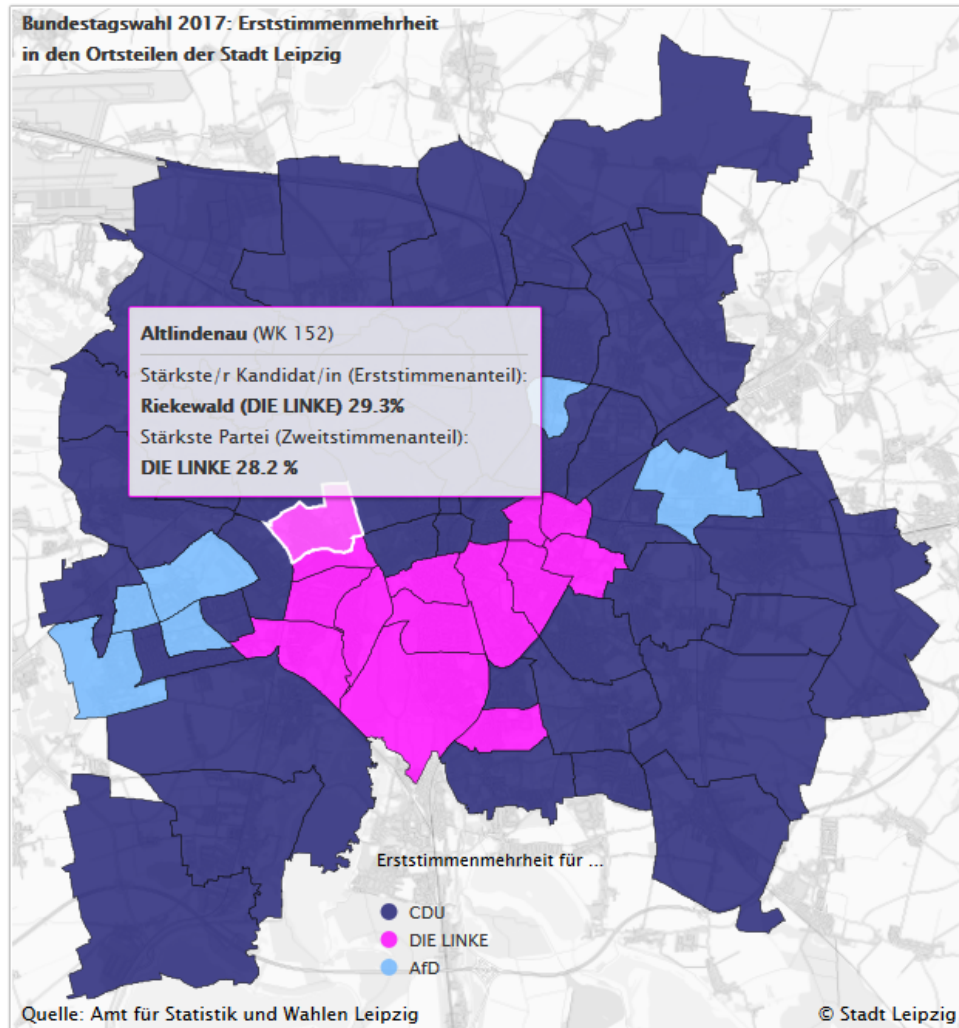 Bundestagswahl 2017: Erststimmenmehrheit
in den Ortsteilen der Stadt Leipzig
Altlindenau (WK 152)
Stärkste/r Kandidat/in (Erststimmenanteil):
Riekewald (DIE LINKE) 29.3%
Stärkste Partei (Zweitstimmenanteil):
DIE LINKE 28.2 %
Erststimmenmehrheit für ...
CDU
DIE LINKE
AfD
Quelle: Amt für Statistik und Wahlen Leipzig
© Stadt Leipzig